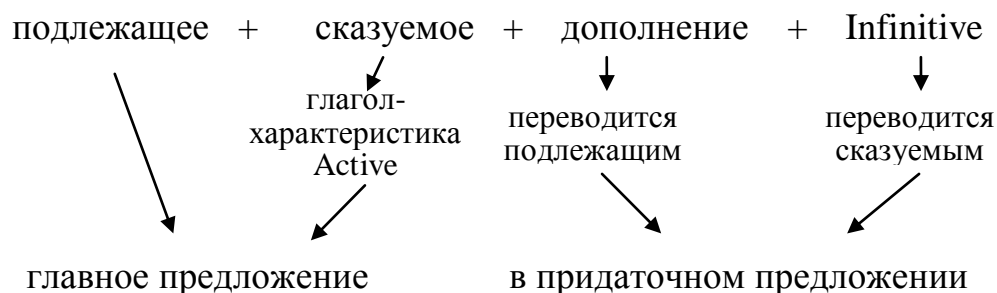 подлежащее + сказуемое + дополнение + Infinitive
глагол-
характеристика
Active
переводится
подлежащим
переводится
сказуемым
главное предложение
в придаточном предложении